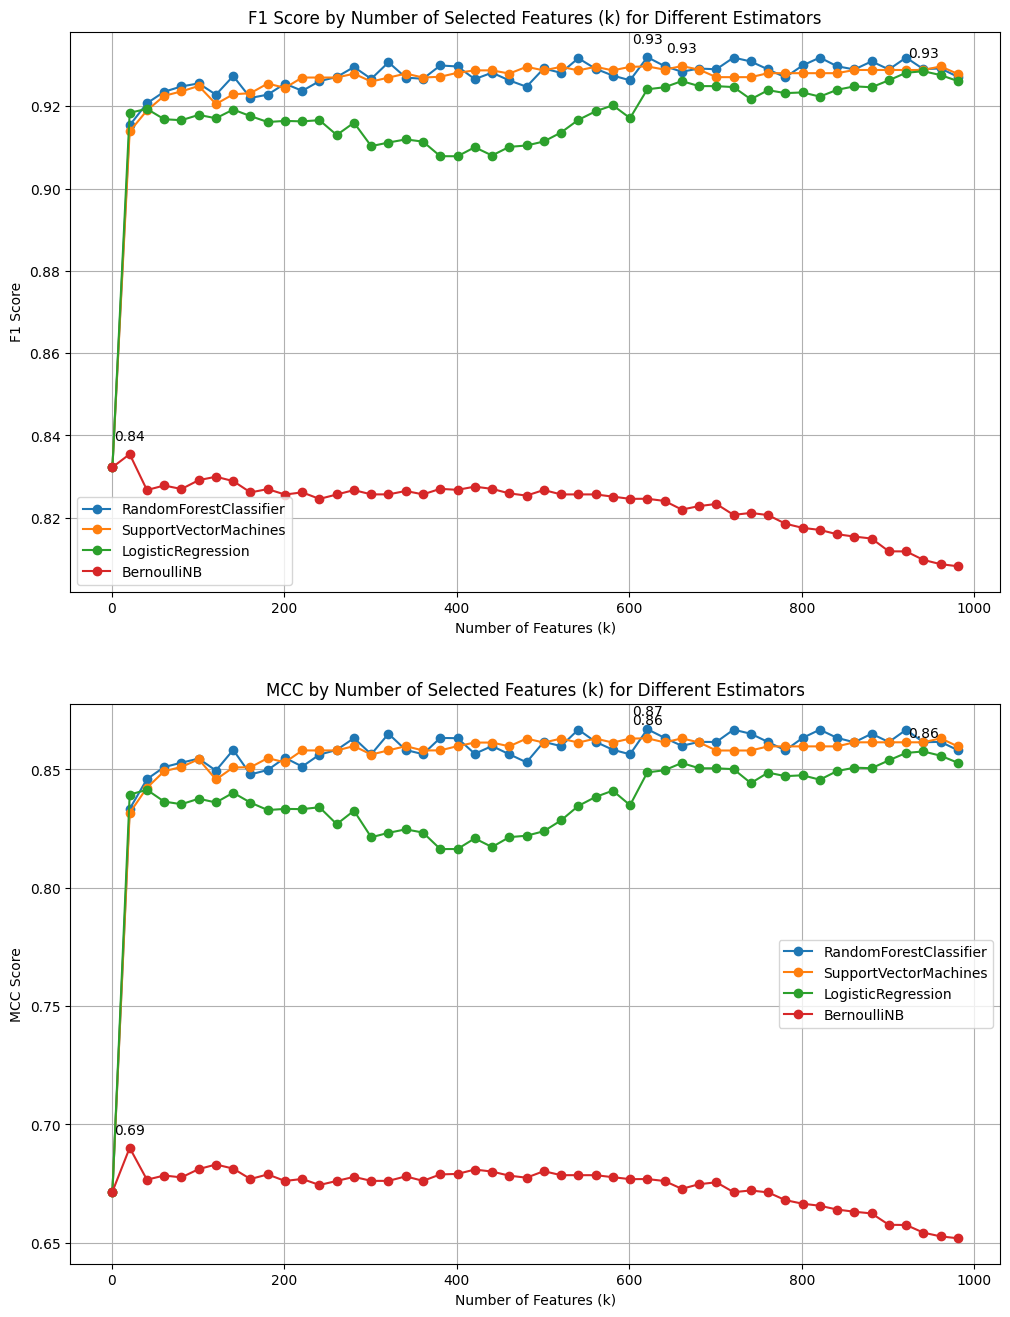 F1 Score by Number of Selected Features (k) for Different Estimators
0.93
0.93
0.93
0.92
0.90
0.88
0.86
0.84
0.82
0.84
F1 Score
RandomForestClassifier
SupportVectorMachines
LogisticRegression
BernoulliNB
0
200
400
600
800
1000
Number of Features (k)
MCC by Number of Selected Features (k) for Different Estimators
0.87
0.86
0.86
0.85
0.80
0.75
0.70
0.65
0.69
MCC Score
RandomForestClassifier
SupportVectorMachines
LogisticRegression
BernoulliNB
0
200
400
600
800
1000
Number of Features (k)